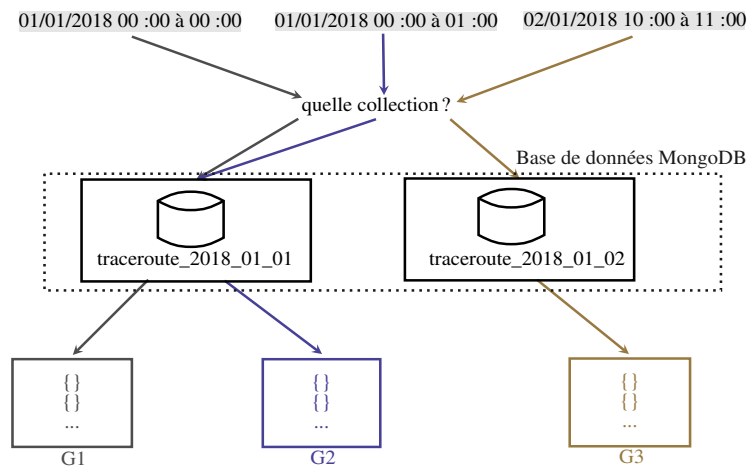 01/01/2018 00 :00 à 00 :00
01/01/2018 00 :00 à 01 :00
02/01/2018 10 :00 à 11 :00
quelle collection ?
Base de données MongoDB
traceroute_2018_01_01
traceroute_2018_01_02
{}
{}
...
G1
{}
{}
...
G2
{}
{}
...
G3